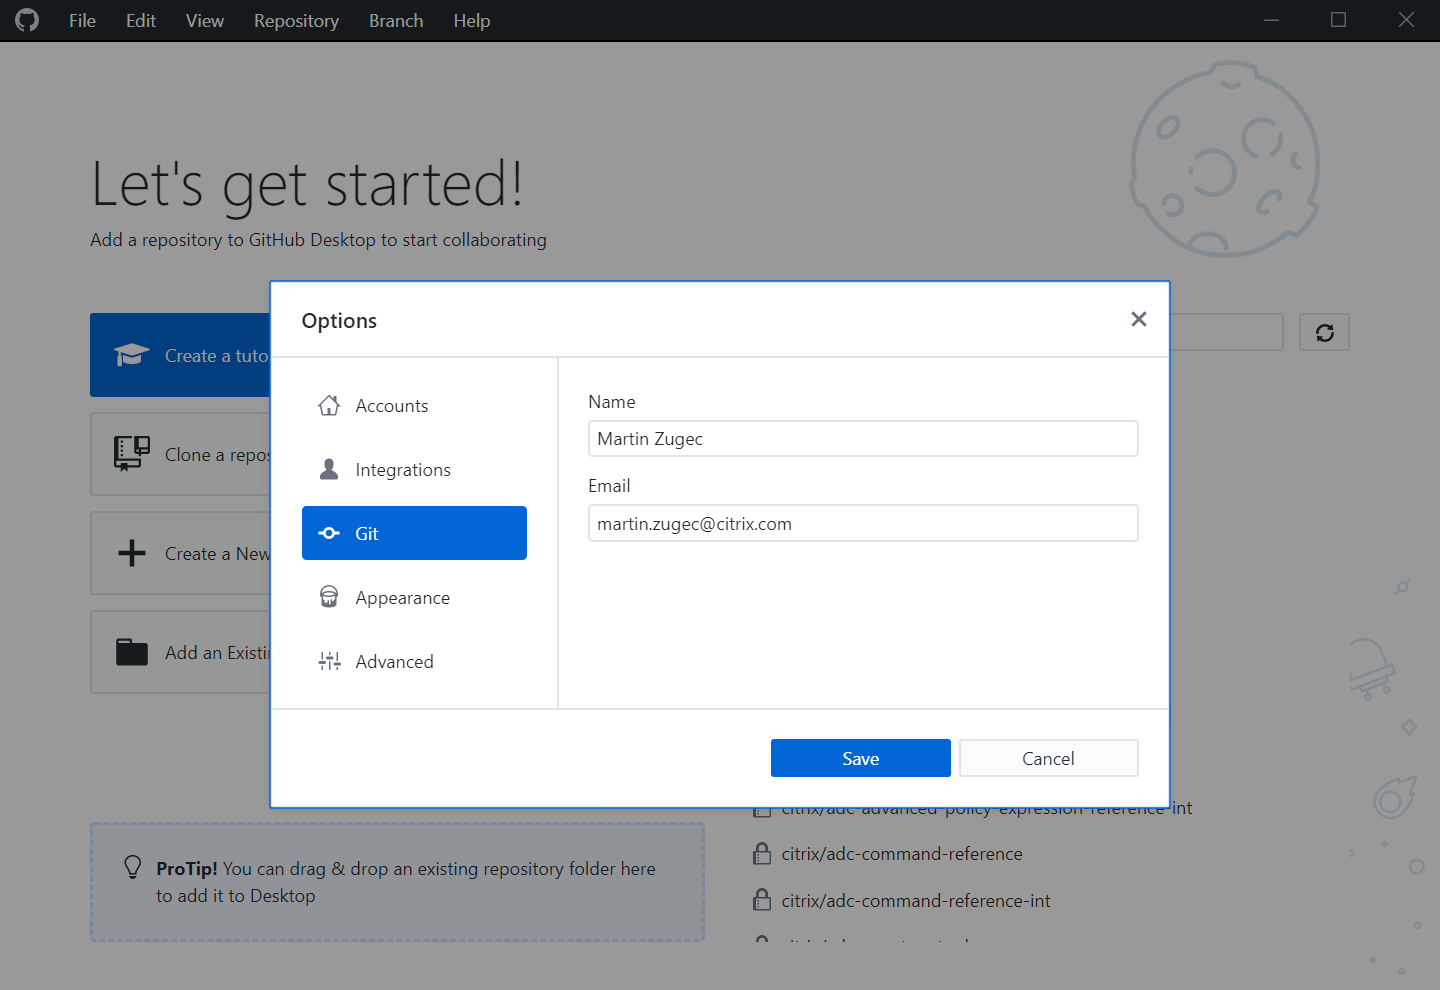 File Edit View Repository Branch Help
Let's get started!
Add a repository to GitHub Desktop to start collaborating
Create a tuto
Clone a repos
Create a New
Add an Existin
Options
Accounts
Integrations
Git
Appearance
Advanced
Name
Martin Zugec
Email
martin.zugec@citrix.com
Save Cancel
citrix/adc-advanced-policy-expression-reference-int
citrix/adc-command-reference
citrix/adc-command-reference-int
ProTip! You can drag & drop an existing repository folder here
to add it to Desktop